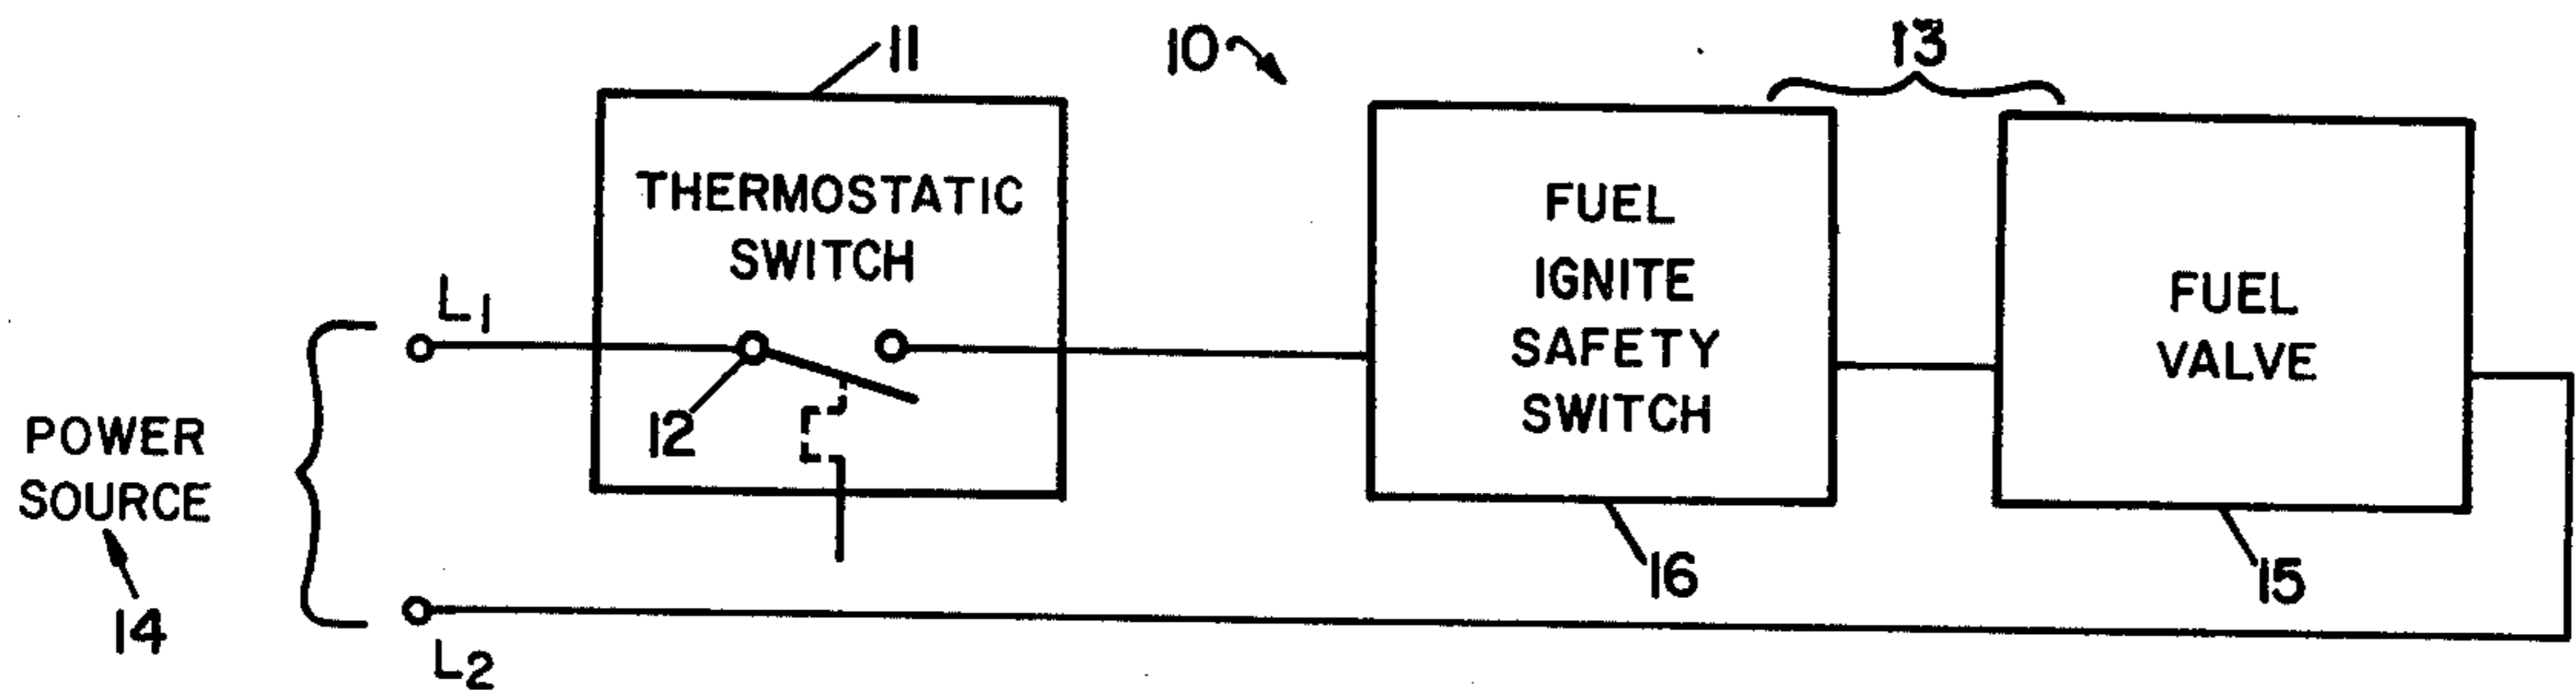 11
10
13
THERMOSTATIC
SWITCH
FUEL
IGNITE
SAFETY
SWITCH
FUEL
VALVE
L1
12
POWER
SOURCE
16
15
14
L2